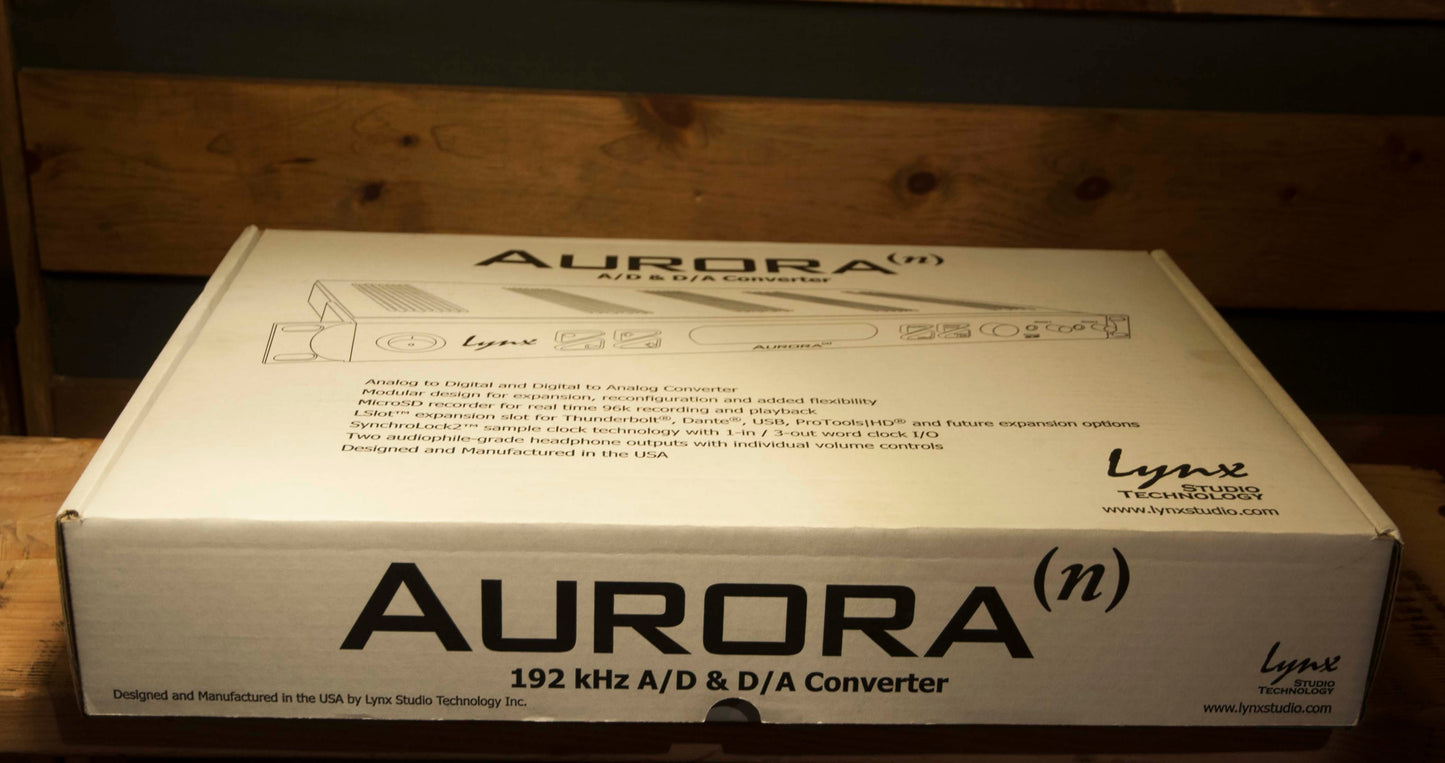 AURORA(n)
A/D & D/A Converter
Lynx
AURORA(n)
Analog to Digital and Digital to Analog Converter
Modular design for expansion, reconfiguration and added flexibility
MicroSD recorder for real time 96k recording and playback
LSlot™ expansion slot for Thunderbolt®, Dante®, USB, ProTools|HD® and future expansion options
SynchroLock2™ sample clock technology with 1-in / 3-out word clock I/O
Two audiophile-grade headphone outputs with individual volume controls
Designed and Manufactured in the USA
Lynx
STUDIO
TECHNOLOGY
www.lynxstudio.com
AURORA(n)
192 kHz A/D & D/A Converter
Designed and Manufactured in the USA by Lynx Studio Technology Inc.
Lynx
STUDIO
TECHNOLOGY
www.lynxstudio.com